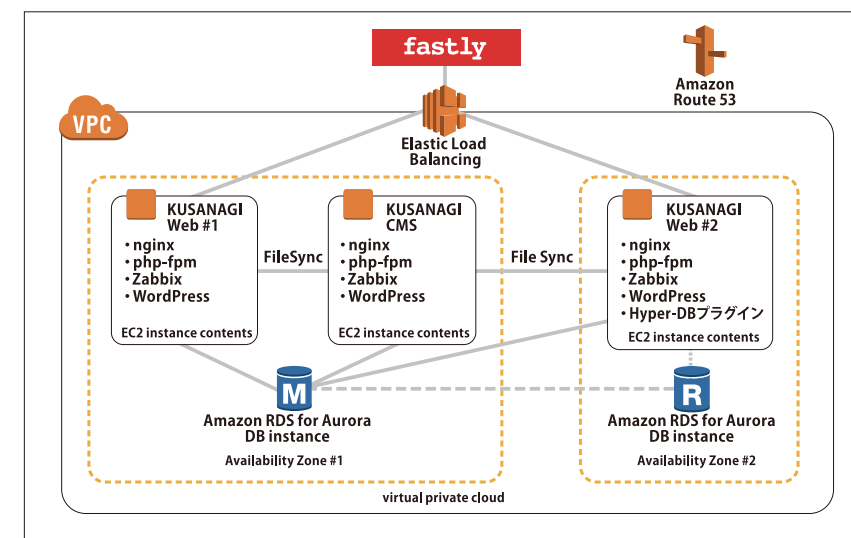 fastly
Amazon
Route 53
VPC
Elastic Load
Balancing
KUSANAGI
Web #1
・nginx
・php-fpm
・Zabbix
・WordPress
EC2 instance contents
FileSync
KUSANAGI
CMS
・nginx
・php-fpm
・Zabbix
・WordPress
EC2 instance contents
File Sync
KUSANAGI
Web #2
・nginx
・php-fpm
・Zabbix
・WordPress
・Hyper-DBプラグイン
EC2 instance contents
M
Amazon RDS for Aurora
DB instance
Availability Zone #1
R
Amazon RDS for Aurora
DB instance
Availability Zone #2
virtual private cloud